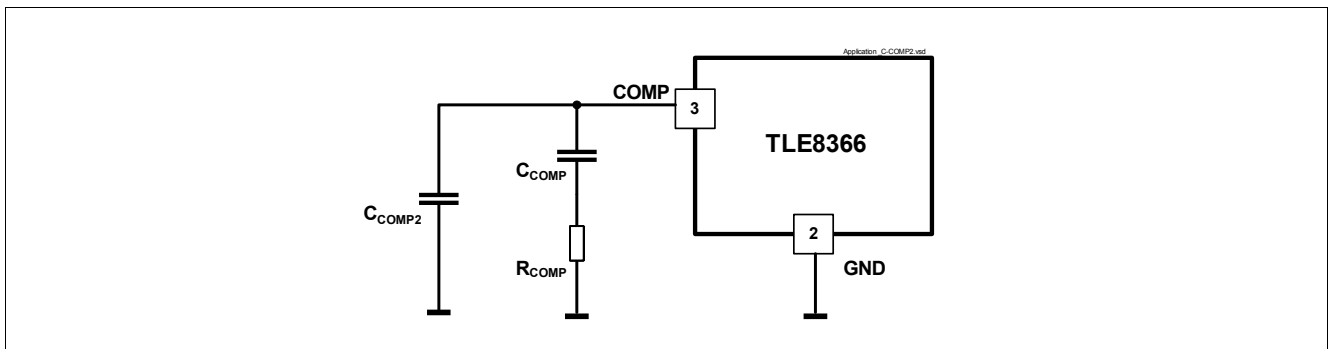 Application_C-COMP2.vsd
COMP
3
TLE8366
CCOMP
CCOMP2
2
RCOMP
GND